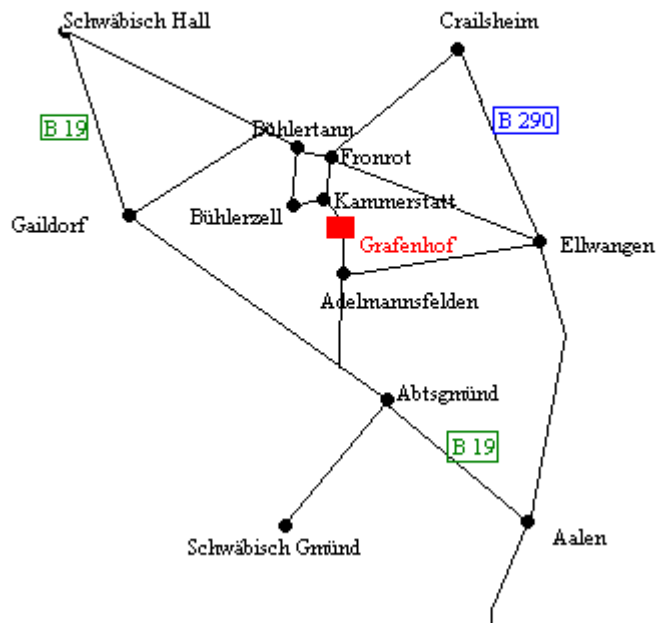 Schwäbisch Hall
Crailsheim
B 19
B 290
Bühlertann
Fronrot
Kammerstatt
Bühlerzell
Gaildorf
Grafenhof
Ellwangen
Adelmannsfelden
Abtsgmünd
B 19
Schwäbisch Gmünd
Aalen